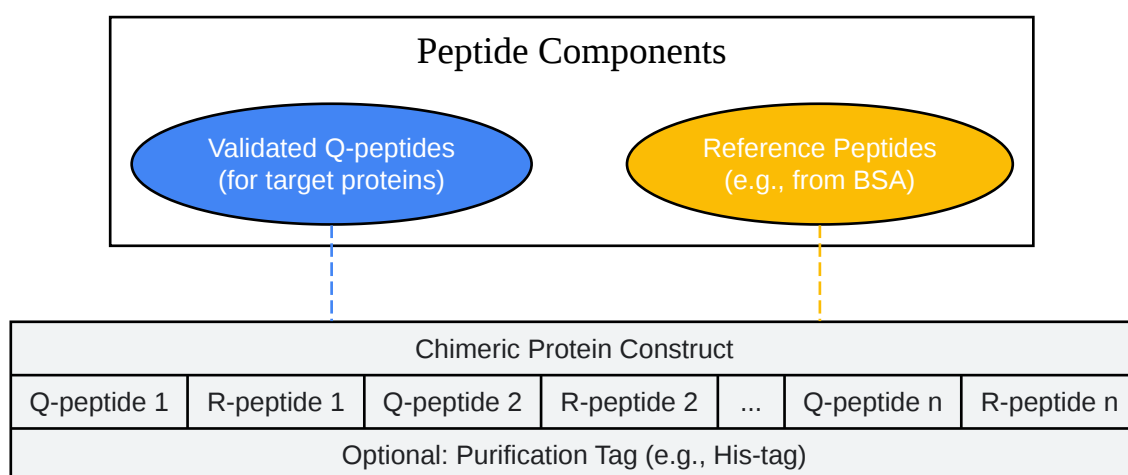 Peptide Components
Validated Q-peptides
(for target proteins)
Reference Peptides
(e.g., from BSA)
Chimeric Protein Construct
Q-peptide 1
R-peptide 1
Q-peptide 2
R-peptide 2
...
Q-peptide n
R-peptide n
Optional: Purification Tag (e.g., His-tag)